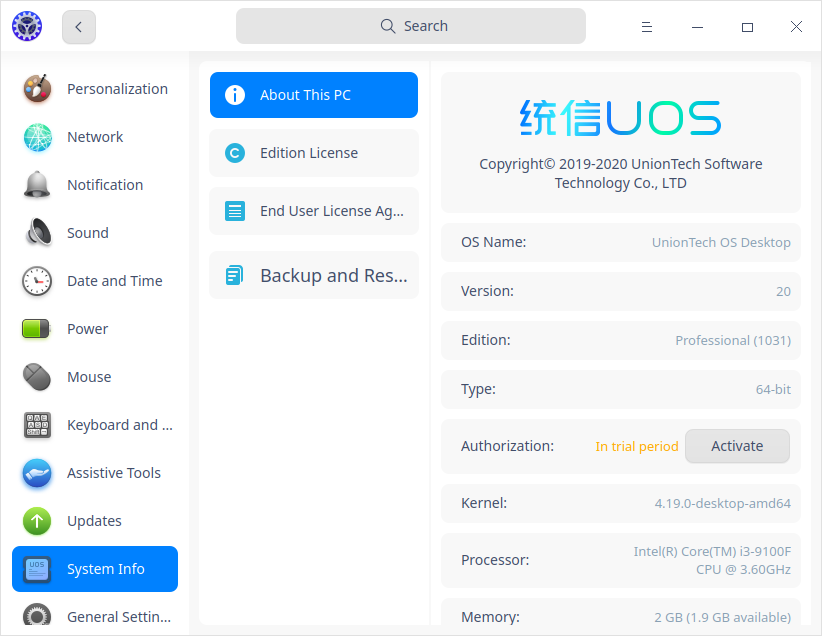 Search
Personalization
Network
Notification
Sound
Date and Time
Power
Mouse
Keyboard and ...
Assistive Tools
Updates
UOS
System Info
General Settin...
About This PC
Edition License
End User License Ag...
Backup and Res...
统信UOS
Copyright© 2019-2020 UnionTech Software
Technology Co., LTD
OS Name: UnionTech OS Desktop
Version: 20
Edition: Professional (1031)
Type: 64-bit
Authorization: In trial period Activate
Kernel: 4.19.0-desktop-amd64
Processor: Intel(R) Core(TM) i3-9100F
CPU @ 3.60GHz
Memory: 2 GB (1.9 GB available)